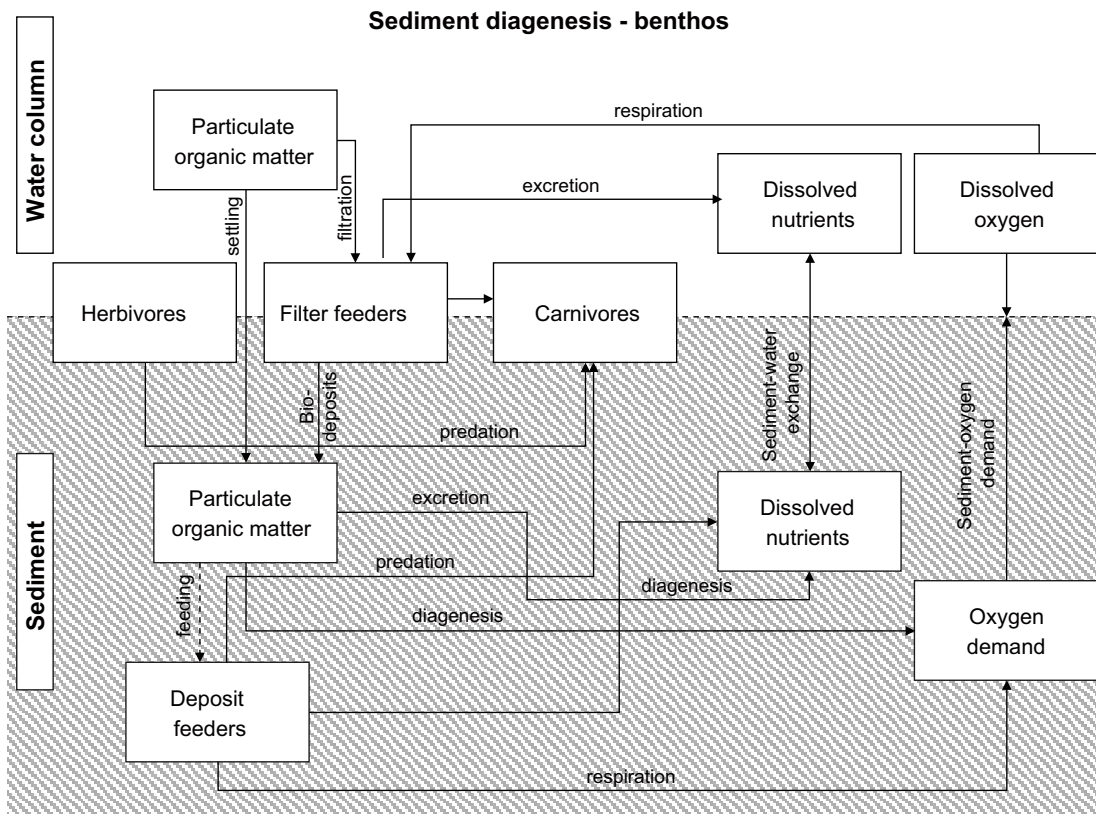 Sediment diagenesis - benthos
Water column
Particulate
organic matter
respiration
excretion
Dissolved
nutrients
Dissolved
oxygen
settling
filtration
Herbivores
Filter feeders
Carnivores
Bio-
deposits
predation
Sediment-water
exchange
Sediment-oxygen
demand
Sediment
Particulate
organic matter
excretion
Dissolved
nutrients
predation
diagenesis
feeding
diagenesis
Oxygen
demand
Deposit
feeders
respiration